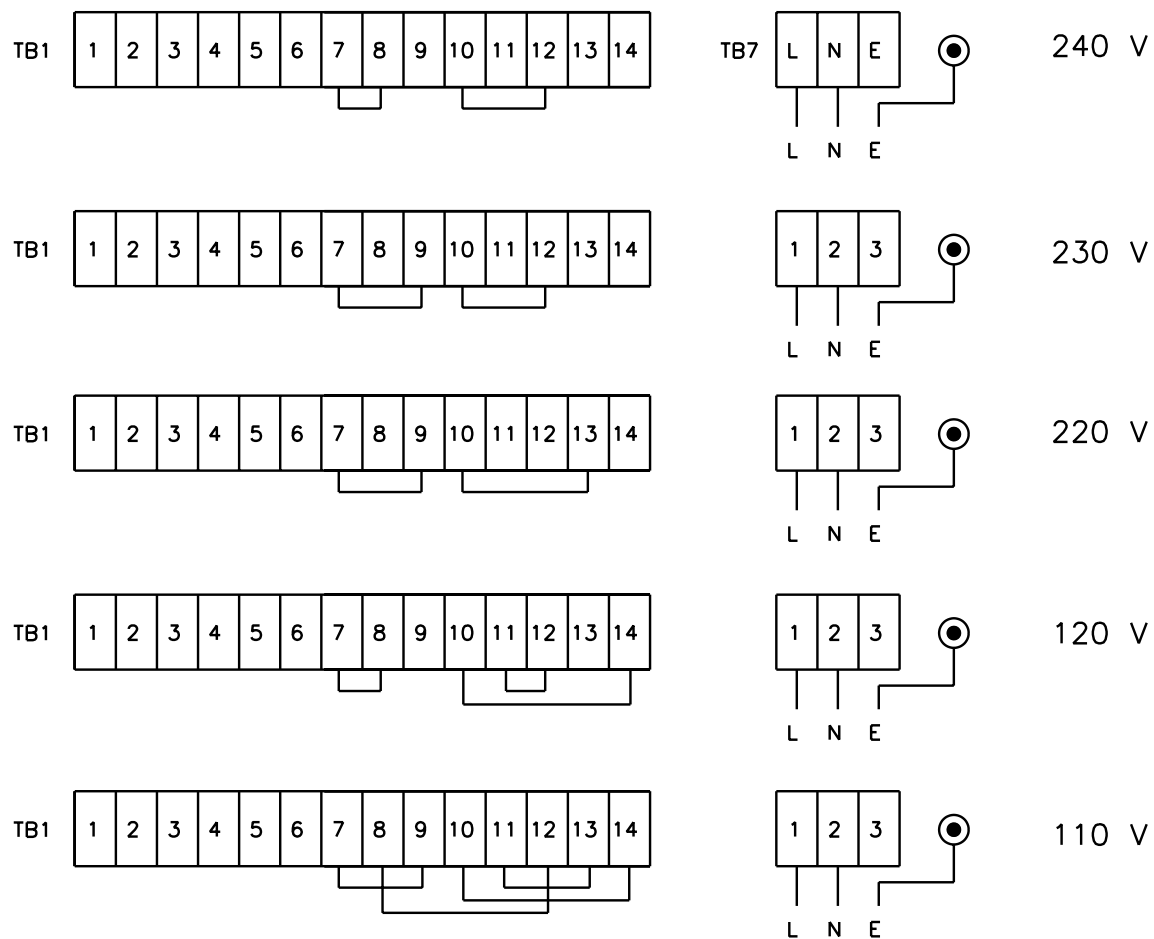 TB1 1 2 3 4 5 6 7 8 9 10 11 12 13 14 TB7 L N E 240 V
L N E
TB1 1 2 3 4 5 6 7 8 9 10 11 12 13 14 1 2 3 230 V
L N E
TB1 1 2 3 4 5 6 7 8 9 10 11 12 13 14 1 2 3 220 V
L N E
TB1 1 2 3 4 5 6 7 8 9 10 11 12 13 14 1 2 3 120 V
L N E
TB1 1 2 3 4 5 6 7 8 9 10 11 12 13 14 1 2 3 110 V
L N E